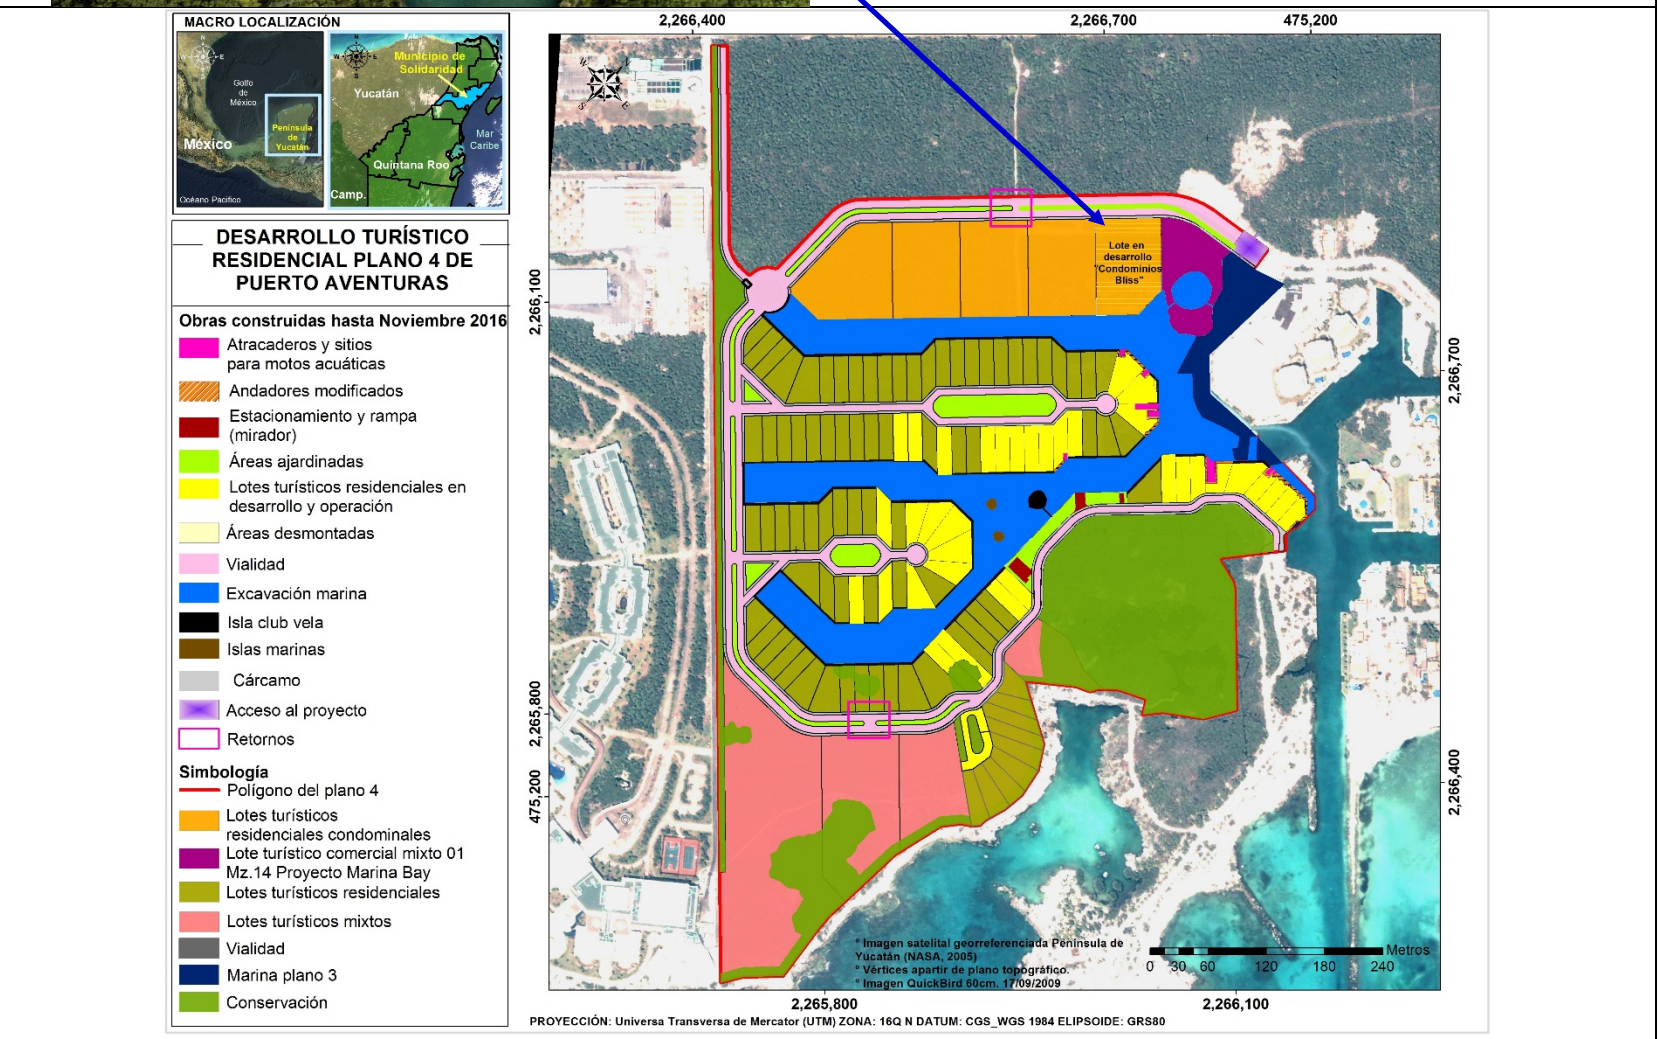 MACRO LOCALIZACIÓN
N
W
E
S
Golfo
de
México
México
Península
de
Yucatán
Océano Pacífico
N
W
E
S
Municipio de
Solidaridad
Yucatán
Mar
Caribe
Quintana Roo
Camp.
DESARROLLO TURÍSTICO
RESIDENCIAL PLANO 4 DE
PUERTO AVENTURAS
Obras construidas hasta Noviembre 2016
Atracaderos y sitios
para motos acuáticas
Andadores modificados
Estacionamiento y rampa
(mirador)
Áreas ajardinadas
Lotes turísticos residenciales en
desarrollo y operación
Áreas desmontadas
Vialidad
Excavación marina
Isla club vela
Islas marinas
Cárcamo
Acceso al proyecto
Retornos
Simbología
Polígono del plano 4
Lotes turísticos
residenciales condominales
Lote turístico comercial mixto 01
Mz.14 Proyecto Marina Bay
Lotes turísticos residenciales
Lotes turísticos mixtos
Vialidad
Marina plano 3
Conservación
2,266,400
2,266,700
475,200
2,266,100
2,265,800
475,200
2,266,700
2,266,400
W
N
S
E
Lote en
desarrollo
"Condominios
Bliss"
° Imagen satelital georreferenciada Península de
Yucatán (NASA, 2005)
° Vértices apartir de plano topográfico.
° Imagen QuickBird 60cm. 17/09/2009
Metros
0 30 60 120 180 240
2,265,800
2,266,100
PROYECCIÓN: Universa Transversa de Mercator (UTM) ZONA: 16Q N DATUM: CGS_WGS 1984 ELIPSOIDE: GRS80